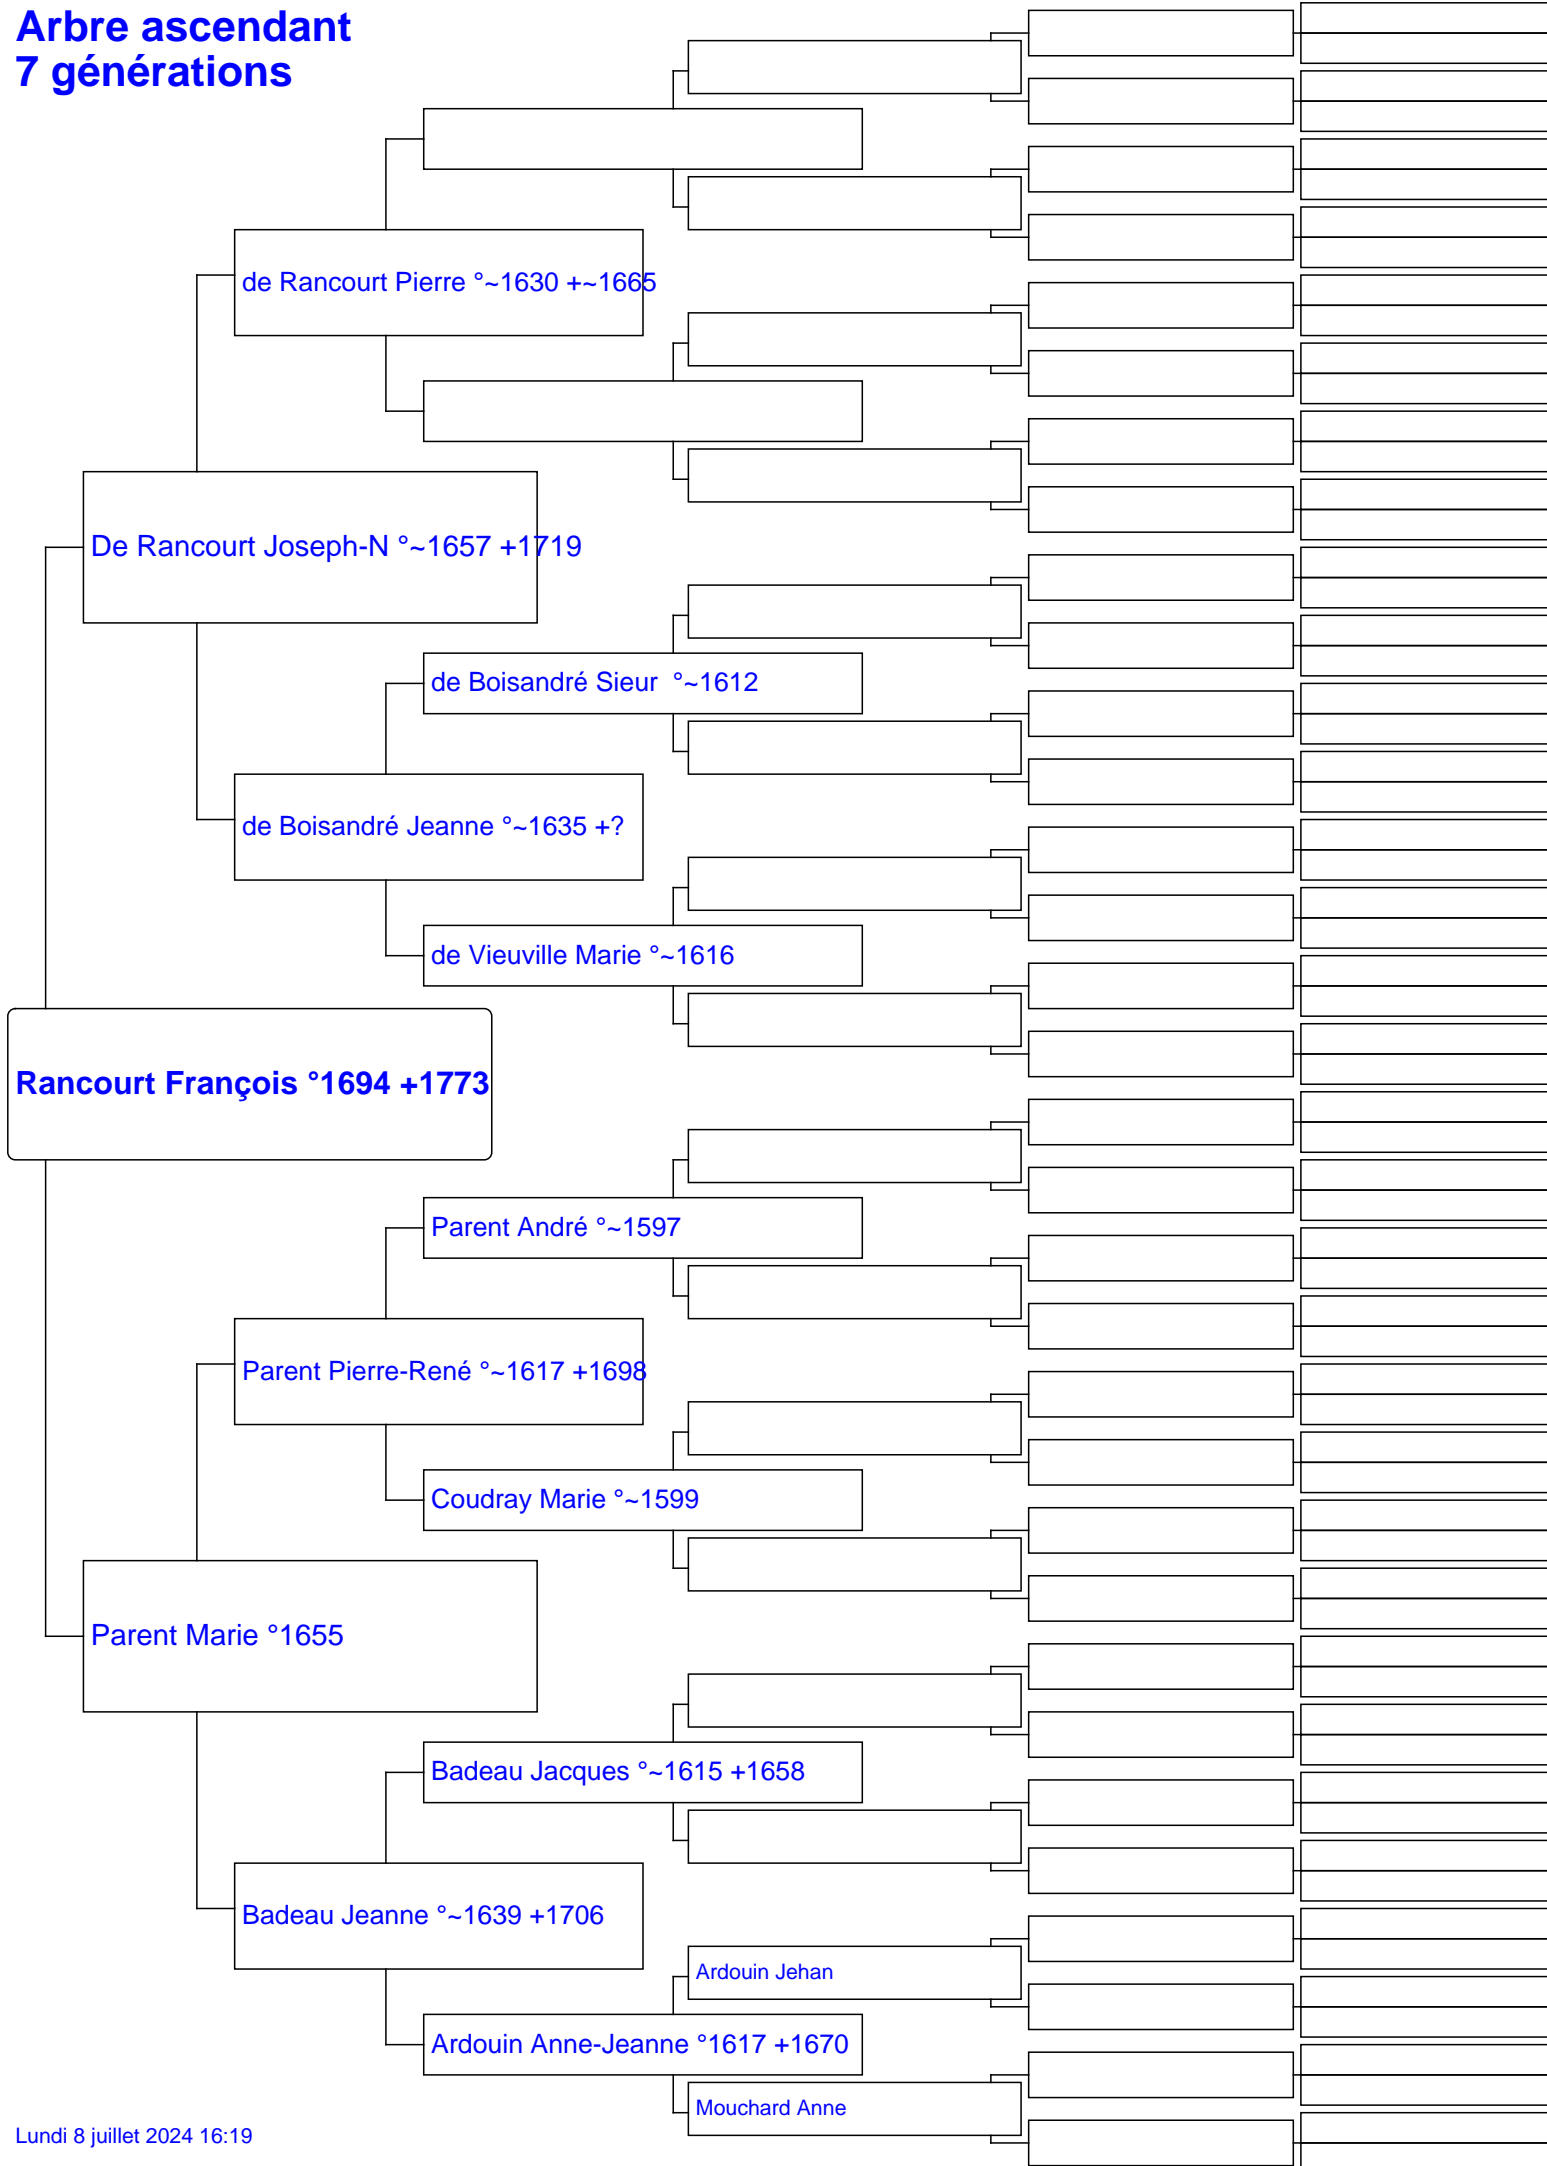 Arbre ascendant
7 générations
de Rancourt Pierre °~1630 +~1665
De Rancourt Joseph-N °~1657 +1719
de Boisandré Sieur  °~1612
de Boisandré Jeanne °~1635 +?
de Vieuville Marie °~1616
Rancourt François °1694 +1773
Parent André °~1597
Parent Pierre-René °~1617 +1698
Coudray Marie °~1599
Parent Marie °1655
Badeau Jacques °~1615 +1658
Badeau Jeanne °~1639 +1706
Ardouin Jehan
Ardouin Anne-Jeanne °1617 +1670
Mouchard Anne
Lundi 8 juillet 2024 16:19